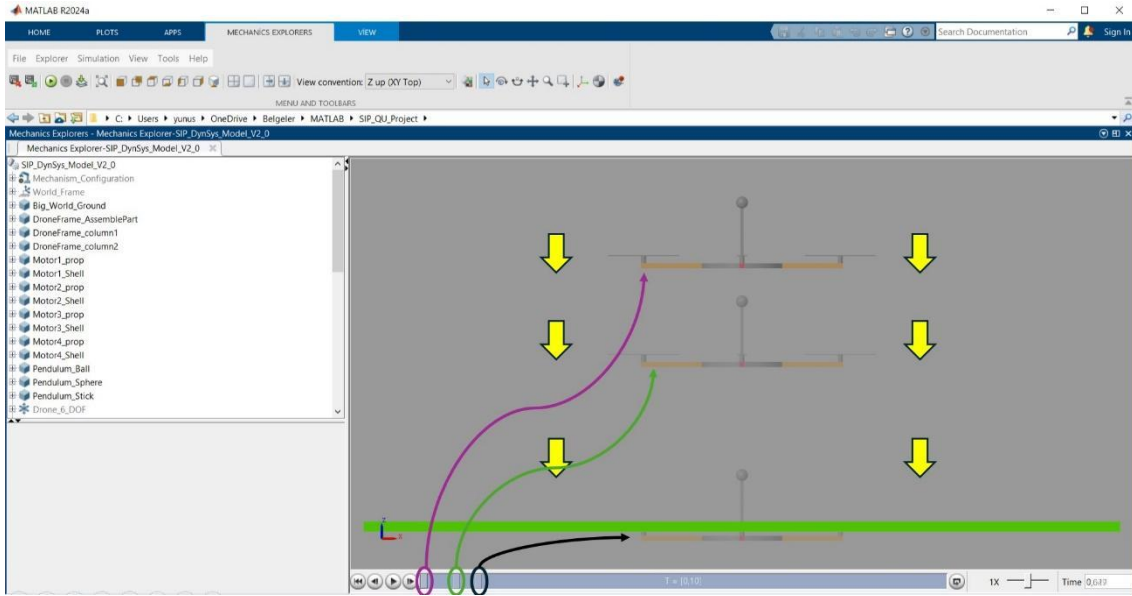 MATLAB R2024a
HOME PLOTS APPS MECHANICS EXPLORERS VIEW Search Documentation Sign In
File Explorer Simulation View Tools Help
View convention: Z up (XY Top)
MENU AND TOOLBARS
C: Users yunus OneDrive Belgeler MATLAB SIP_QU_Project
Mechanics Explorers - Mechanics Explorer-SIP_DynSys_Model_V2_0
Mechanics Explorer-SIP_DynSys_Model_V2_0
SIP_DynSys_Model_V2_0
Mechanism_Configuration
World_Frame
Big_World_Ground
DroneFrame_AssemblePart
DroneFrame_column1
DroneFrame_column2
Motor1_prop
Motor1_Shell
Motor2_prop
Motor2_Shell
Motor3_prop
Motor3_Shell
Motor4_prop
Motor4_Shell
Pendulum_Ball
Pendulum_Sphere
Pendulum_Stick
Drone_6_DOF
z
x
T = [0,10]
1X Time